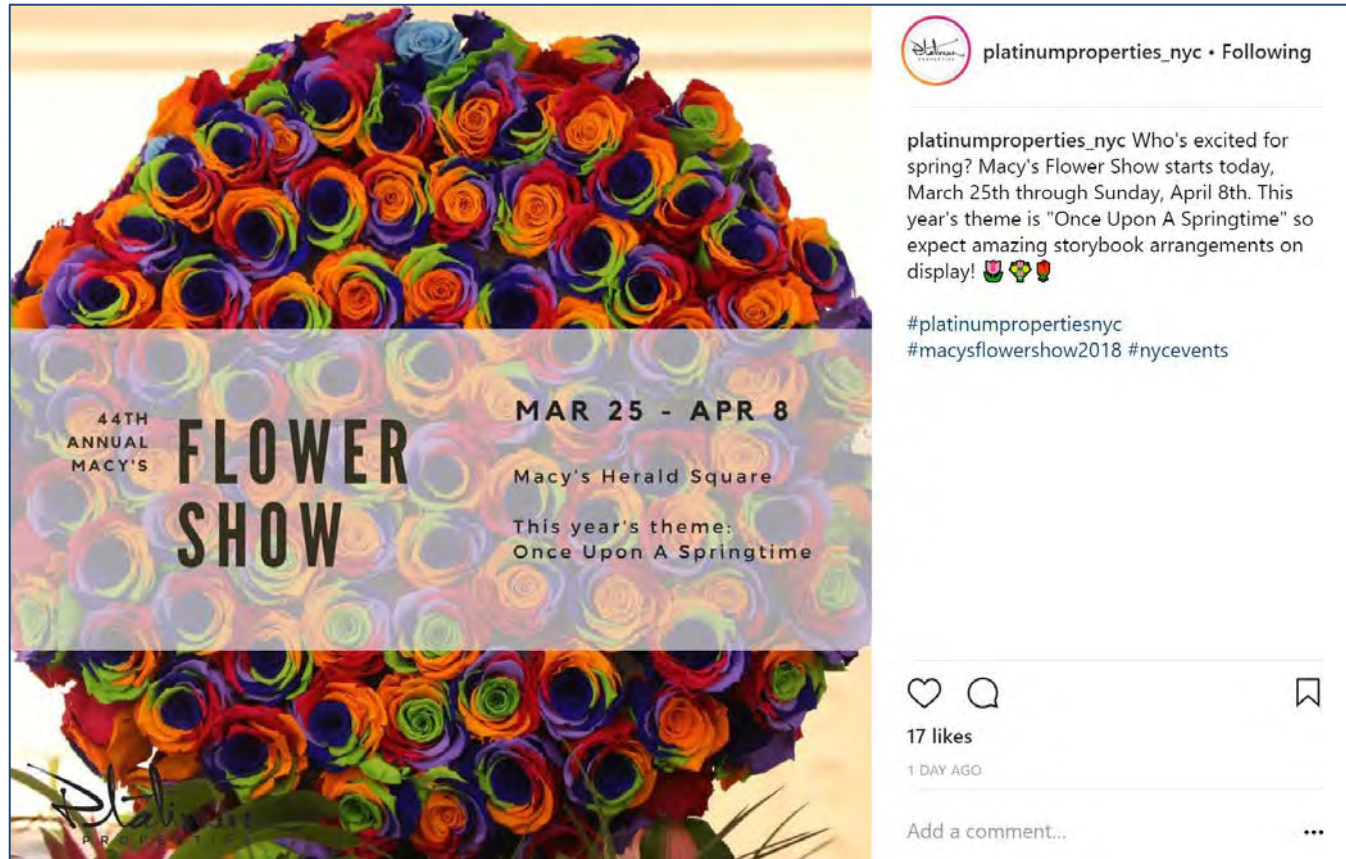 44TH
ANNUAL
MACY'S
FLOWER
SHOW
MAR 25 - APR 8
Macy's Herald Square
This year's theme:
Once Upon A Springtime
Platinum
PROPERTIES
platinumproperties_nyc • Following
platinumproperties_nyc Who's excited for
spring? Macy's Flower Show starts today,
March 25th through Sunday, April 8th. This
year's theme is "Once Upon A Springtime" so
expect amazing storybook arrangements on
display! 🌷💐🌹
#platinumpropertiesnyc
#macysflowershow2018 #nycevents
17 likes
1 DAY AGO
Add a comment...